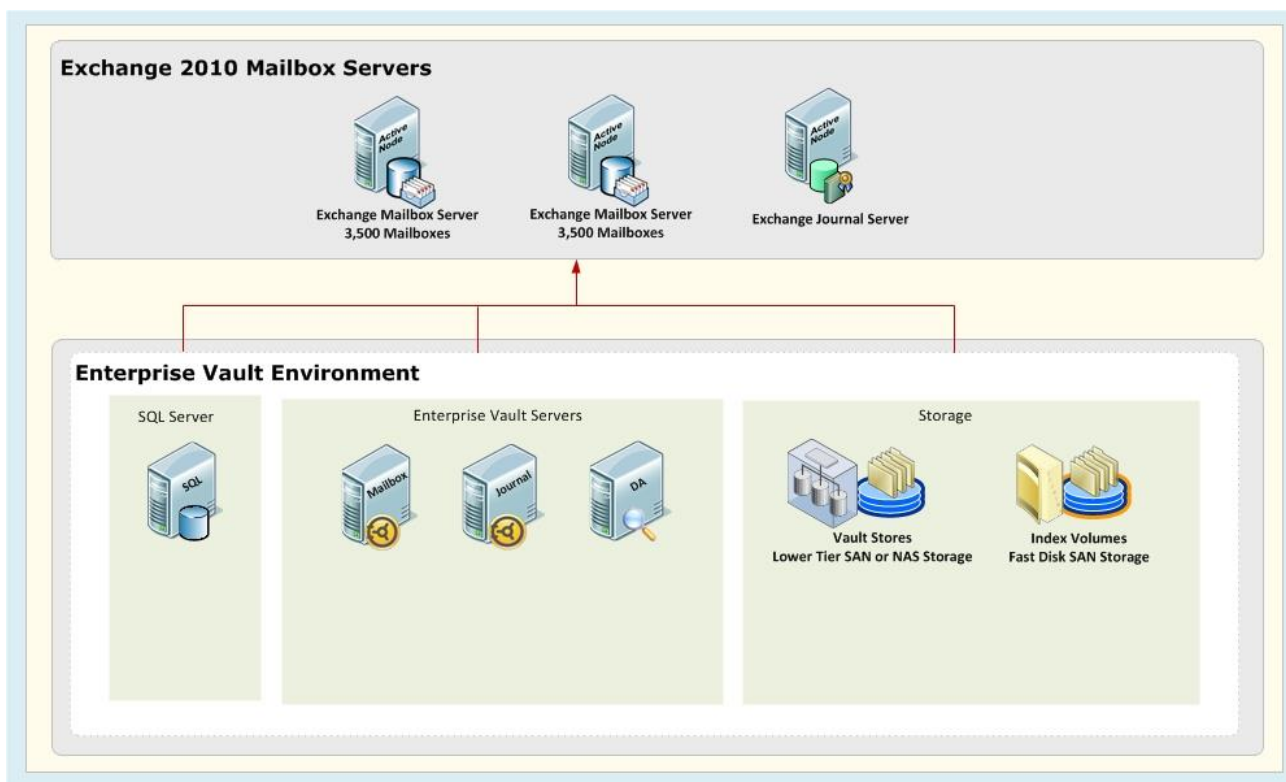 Exchange 2010 Mailbox Servers
Active
Node
Active
Node
Active
Node
Exchange Mailbox Server
3,500 Mailboxes
Exchange Mailbox Server
3,500 Mailboxes
Exchange Journal Server
Enterprise Vault Environment
SQL Server
SQL
Enterprise Vault Servers
Mailbox
Journal
DA
Storage
Vault Stores
Lower Tier SAN or NAS Storage
Index Volumes
Fast Disk SAN Storage